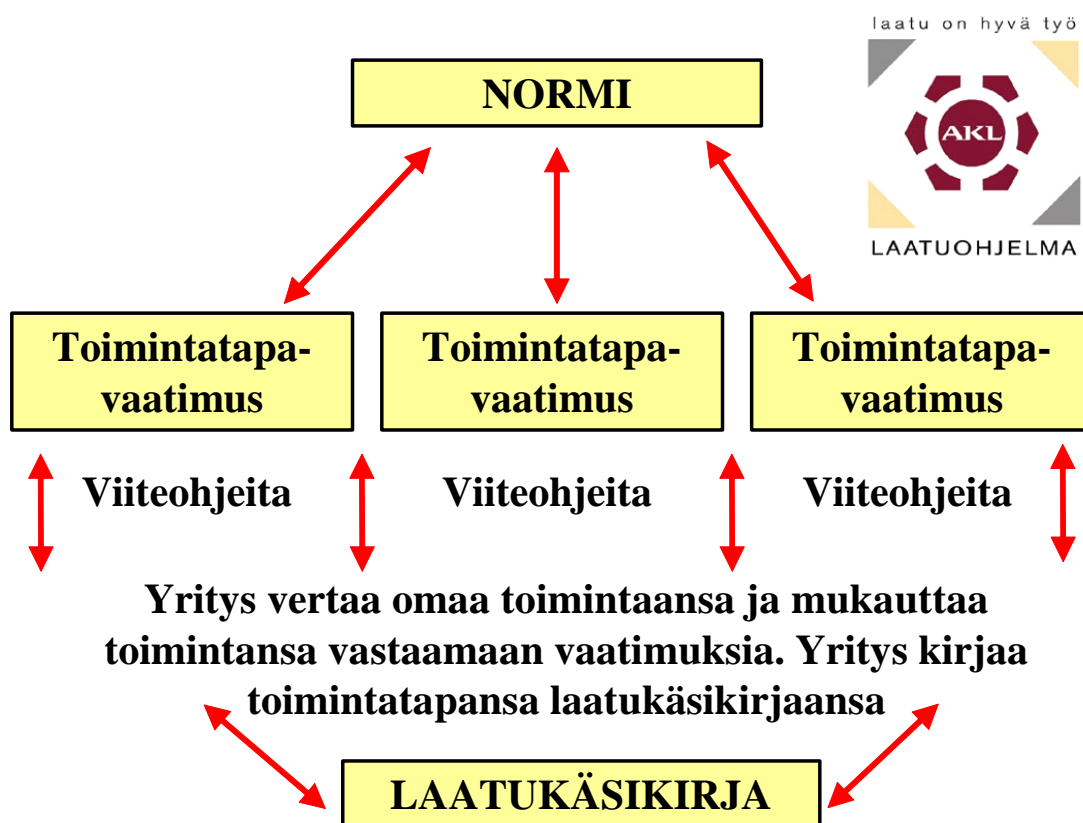 laatu on hyvä työ
NORMI
AKL
LAATUOHJELMA
Toimintatapa-
vaatimus
Toimintatapa-
vaatimus
Toimintatapa-
vaatimus
Viiteohjeita
Viiteohjeita
Viiteohjeita
Yritys vertaa omaa toimintaansa ja mukauttaa
toimintansa vastaamaan vaatimuksia. Yritys kirjaa
toimintatapansa laatukäsikirjaansa
LAATUKÄSIKIRJA